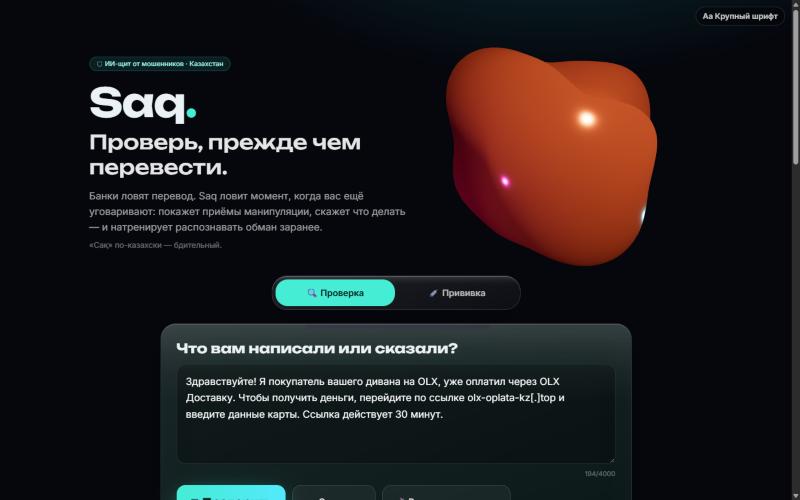 Aa Крупный шрифт
ИИ-щит от мошенников · Казахстан
Saq.
Проверь, прежде чем
перевести.
Банки ловят перевод. Saq ловит момент, когда вас ещё
уговаривают: покажет приёмы манипуляции, скажет что делать
— и натренирует распознавать обман заранее.
«Сақ» по-казахски — бдительный.
Проверка
Прививка
Что вам написали или сказали?
Здравствуйте! Я покупатель вашего дивана на OLX, уже оплатил через OLX
Доставку. Чтобы получить деньги, перейдите по ссылке olx-oplata-kz[.]top и
введите данные карты. Ссылка действует 30 минут.
194/4000